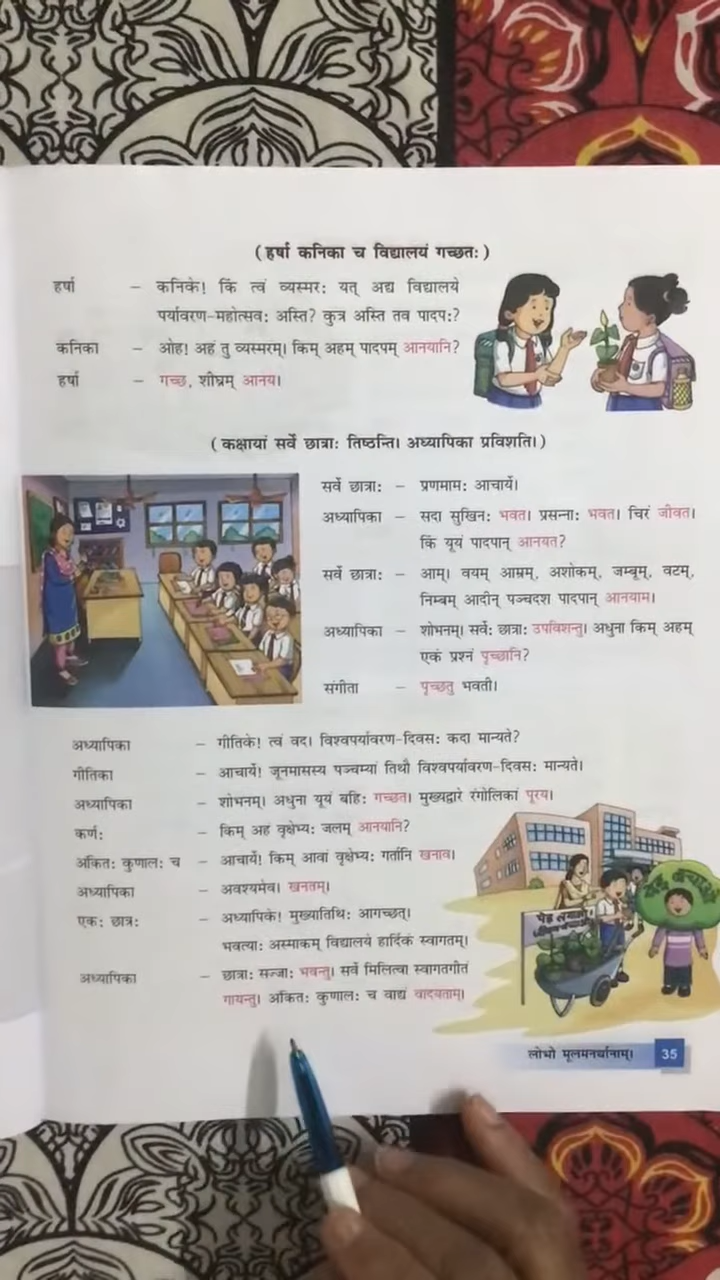 ( हर्षा कनिका च विद्यालयं गच्छतः )
हर्षा – कनिके! किं त्वं व्यस्मरः यत् अद्य विद्यालये
पर्यावरण-महोत्सवः अस्ति? कुत्र अस्ति तव पादपः?
कनिका – ओह! अहं तु व्यस्मरम्। किम् अहम् पादपम् आनयानि?
हर्षा – गच्छ, शीघ्रम् आनय।
( कक्षायां सर्वे छात्राः तिष्ठन्ति। अध्यापिका प्रविशति। )
सर्वे छात्राः – प्रणमामः आचार्ये।
अध्यापिका – सदा सुखिनः भवत। प्रसन्नाः भवत। चिरं जीवत।
किं यूयं पादपान् आनयत?
सर्वे छात्राः – आम्। वयम् आम्रम्, अशोकम्, जम्बूम्, वटम्,
निम्बम् आदीन् पञ्चदश पादपान् आनयाम।
अध्यापिका – शोभनम्। सर्वेः छात्राः उपविशन्तु। अधुना किम् अहम्
एकं प्रश्नं पृच्छानि?
संगीता – पृच्छतु भवती।
अध्यापिका – गीतिके! त्वं वद। विश्वपर्यावरण-दिवसः कदा मान्यते?
गीतिका – आचार्ये! जूनमासस्य पञ्चम्यां तिथौ विश्वपर्यावरण-दिवसः मान्यते।
अध्यापिका – शोभनम्। अधुना यूयं बहिः गच्छत। मुख्यद्वारे रंगोलिकां पूरय।
कर्णः – किम् अहं वृक्षेभ्यः जलम् आनयानि?
अंकितः कुणालः च – आचार्ये! किम् आवां वृक्षेभ्यः गर्तानि खनाव।
अध्यापिका – अवश्यमेव। खनतम्।
एकः छात्रः – अध्यापिके! मुख्यातिथिः आगच्छत्।
भवत्याः अस्माकम् विद्यालये हार्दिकं स्वागतम्।
अध्यापिका – छात्राः सज्जाः भवन्तु। सर्वे मिलित्वा स्वागतगीतं
गायन्तु। अंकितः कुणालः च वाद्यं वादयताम्।
पेड़ लगाओ
लोभो मूलमनर्थानाम्। 35